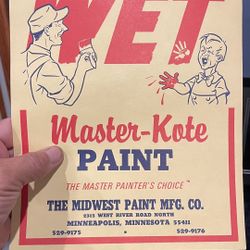 WET
Master-Kote
PAINT
THE MASTER PAINTER'S CHOICE™
THE MIDWEST PAINT MFG. CO.
2313 WEST RIVER ROAD NORTH
MINNEAPOLIS, MINNESOTA 55411
529-9175 • 529-9176